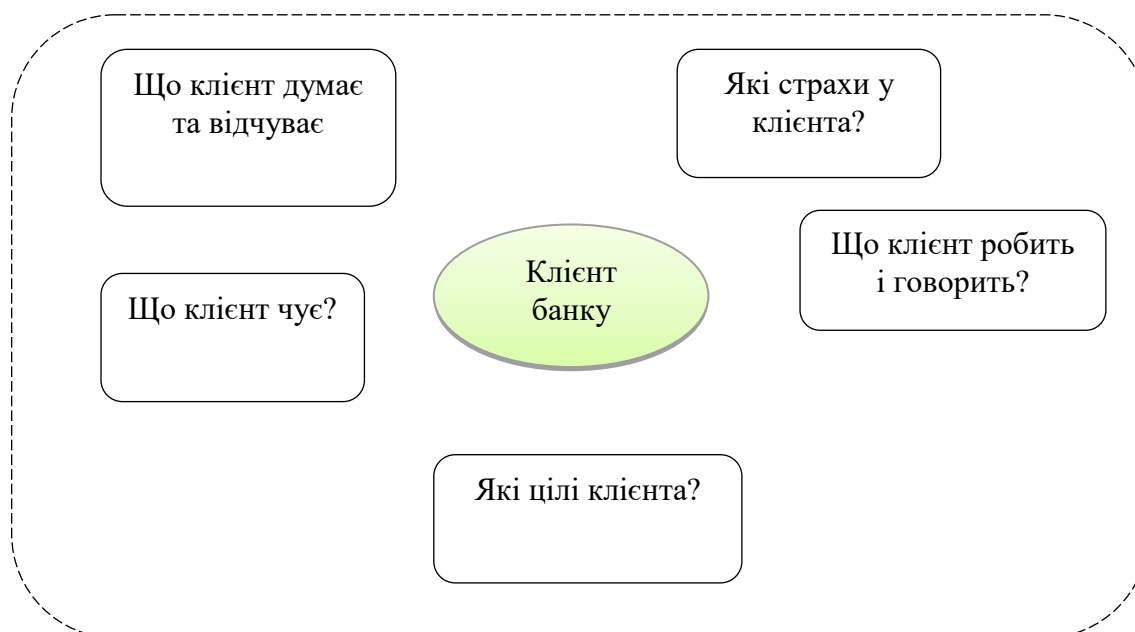 Що клієнт думає
та відчуває
Які страхи у
клієнта?
Що клієнт робить
і говорить?
Клієнт
банку
Що клієнт чує?
Які цілі клієнта?